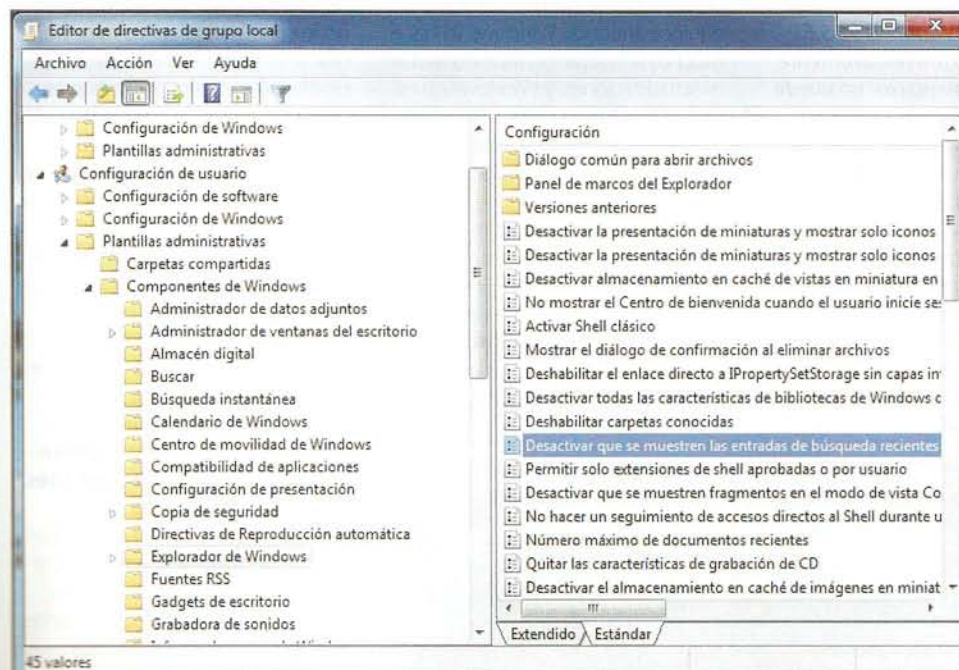 Editor de directivas de grupo local
Archivo Acción Ver Ayuda
Configuración de Windows
Plantillas administrativas
Configuración de usuario
Configuración de software
Configuración de Windows
Plantillas administrativas
Carpetas compartidas
Componentes de Windows
Administrador de datos adjuntos
Administrador de ventanas del escritorio
Almacén digital
Buscar
Búsqueda instantánea
Calendario de Windows
Centro de movilidad de Windows
Compatibilidad de aplicaciones
Configuración de presentación
Copia de seguridad
Directivas de Reproducción automática
Explorador de Windows
Fuentes RSS
Gadgets de escritorio
Grabadora de sonidos
Configuración
Diálogo común para abrir archivos
Panel de marcos del Explorador
Versiones anteriores
Desactivar la presentación de miniaturas y mostrar solo iconos
Desactivar la presentación de miniaturas y mostrar solo iconos
Desactivar almacenamiento en caché de vistas en miniatura en
No mostrar el Centro de bienvenida cuando el usuario inicie se
Activar Shell clásico
Mostrar el diálogo de confirmación al eliminar archivos
Deshabilitar el enlace directo a IPropertySetStorage sin capas in
Desactivar todas las características de bibliotecas de Windows c
Deshabilitar carpetas conocidas
Desactivar que se muestren las entradas de búsqueda recientes
Permitir solo extensiones de shell aprobadas o por usuario
Desactivar que se muestren fragmentos en el modo de vista Co
No hacer un seguimiento de accesos directos al Shell durante u
Número máximo de documentos recientes
Quitar las características de grabación de CD
Desactivar el almacenamiento en caché de imágenes en miniat
Extendido Estándar
45 valores